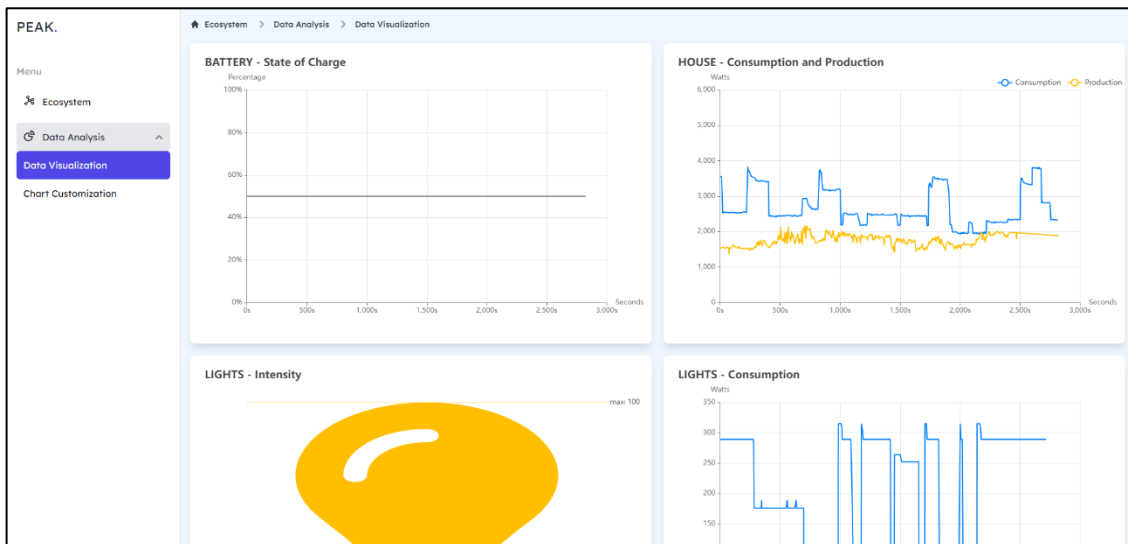 PEAK.
Ecosystem > Data Analysis > Data Visualization
Menu
Ecosystem
Data Analysis
Data Visualization
Chart Customization
BATTERY - State of Charge
Percentage
100%
80%
60%
40%
20%
0%
0s 500s 1,000s 1,500s 2,000s 2,500s 3,000s
Seconds
HOUSE - Consumption and Production
Watts
Consumption Production
6,000
5,000
4,000
3,000
2,000
1,000
0
0s 500s 1,000s 1,500s 2,000s 2,500s 3,000s
Seconds
LIGHTS - Intensity
max: 100
LIGHTS - Consumption
Watts
350
300
250
200
150